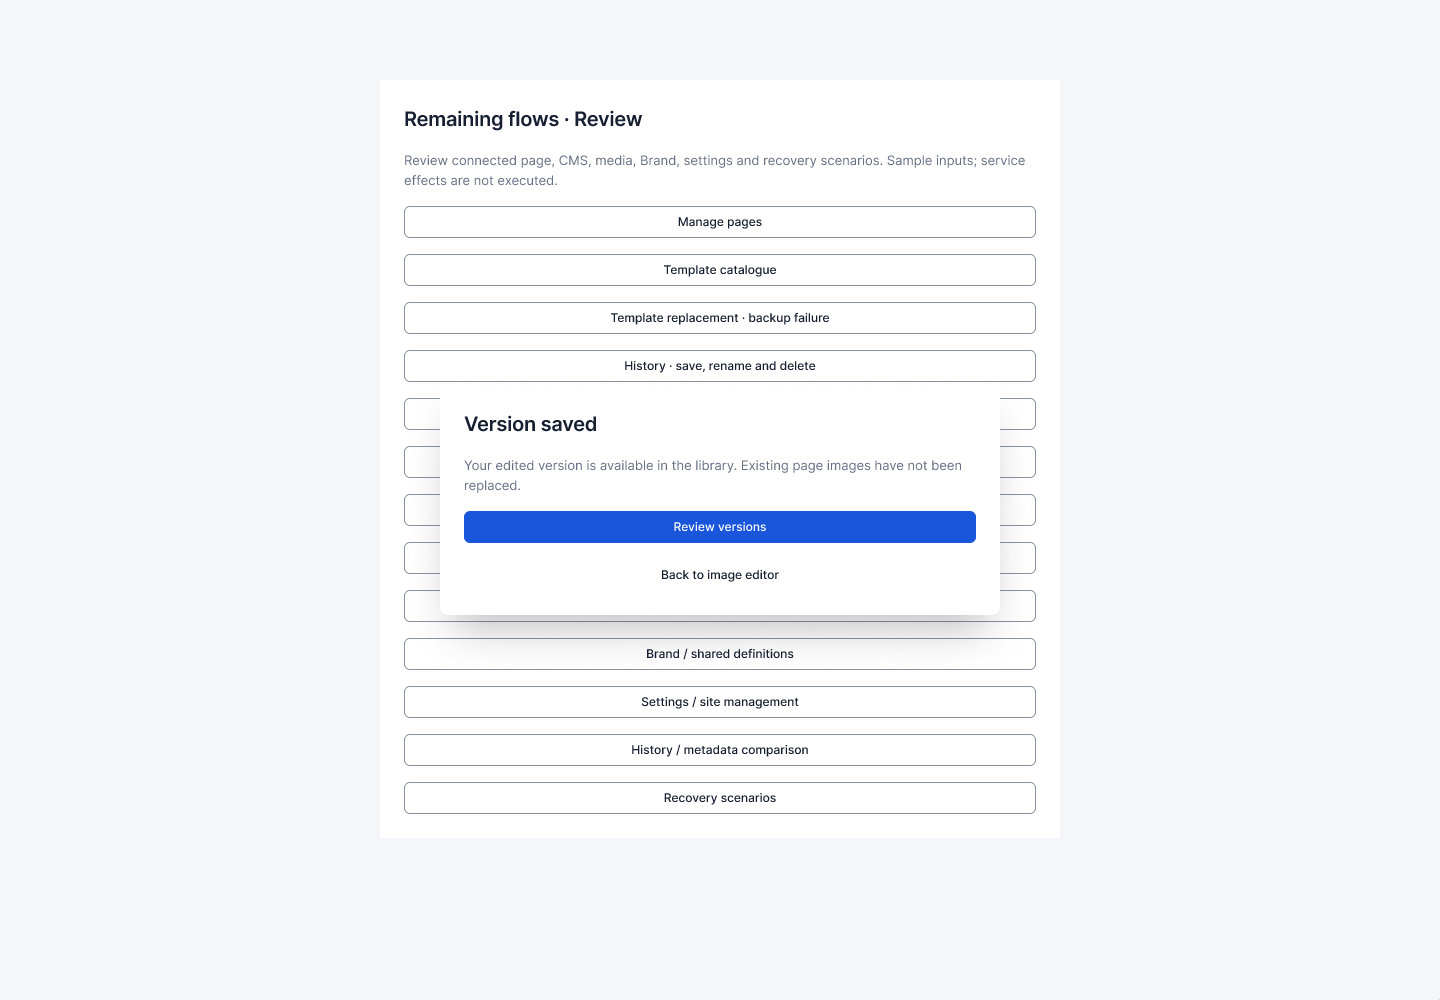 Remaining flows · Review
Review connected page, CMS, media, Brand, settings and recovery scenarios. Sample inputs; service
effects are not executed.
Manage pages
Template catalogue
Template replacement · backup failure
History · save, rename and delete
Version saved
Your edited version is available in the library. Existing page images have not been
replaced.
Review versions
Back to image editor
Brand / shared definitions
Settings / site management
History / metadata comparison
Recovery scenarios